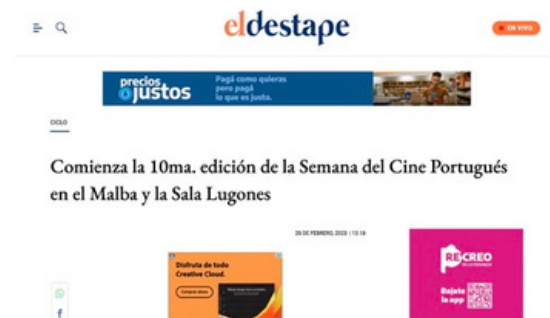 eldestape
EN VIVO
precios justos
Pagá como quieras
pero pagá
lo que es justo.
CICLO
Comienza la 10ma. edición de la Semana del Cine Portugués
en el Malba y la Sala Lugones
Disfruta de todo
Creative Cloud.
Comprar ahora
RECREO
Bajate
la app